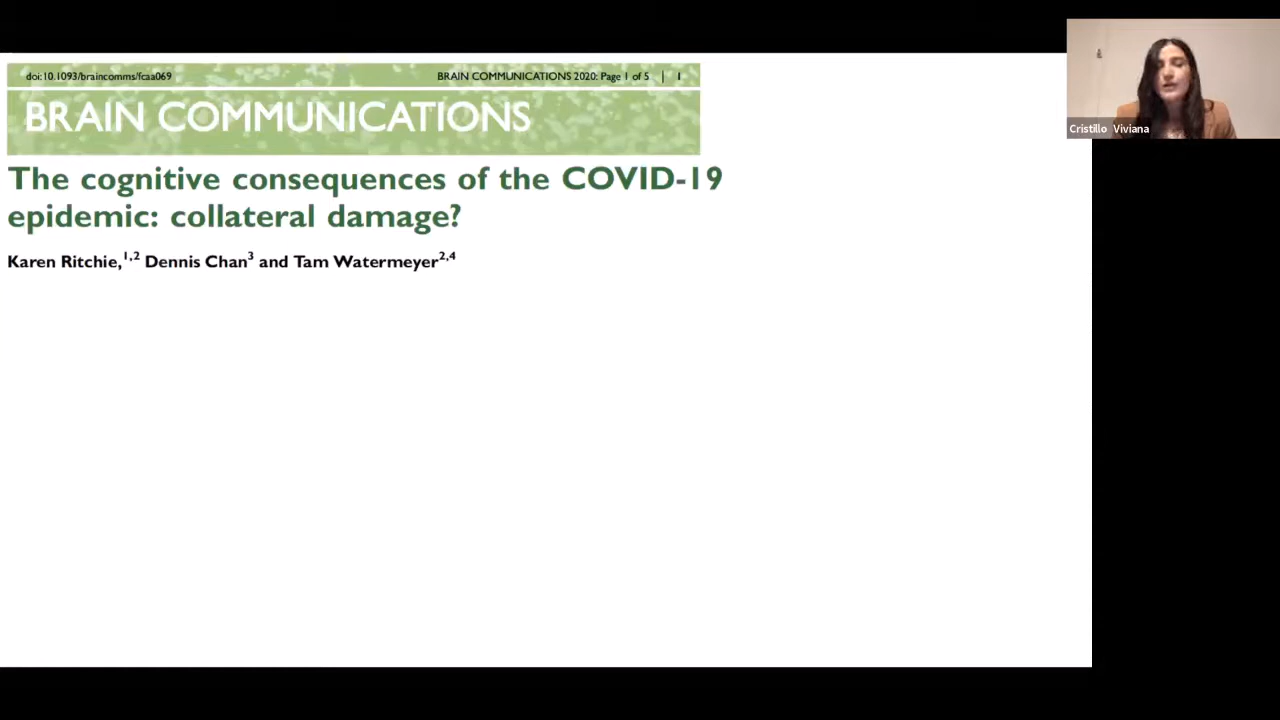 doi:10.1093/braincomms/fcaa069
BRAIN COMMUNICATIONS 2020: Page 1 of 5 | 1
BRAIN COMMUNICATIONS
The cognitive consequences of the COVID-19
epidemic: collateral damage?
Karen Ritchie,1,2 Dennis Chan3 and Tam Watermeyer2,4
Cristillo Viviana